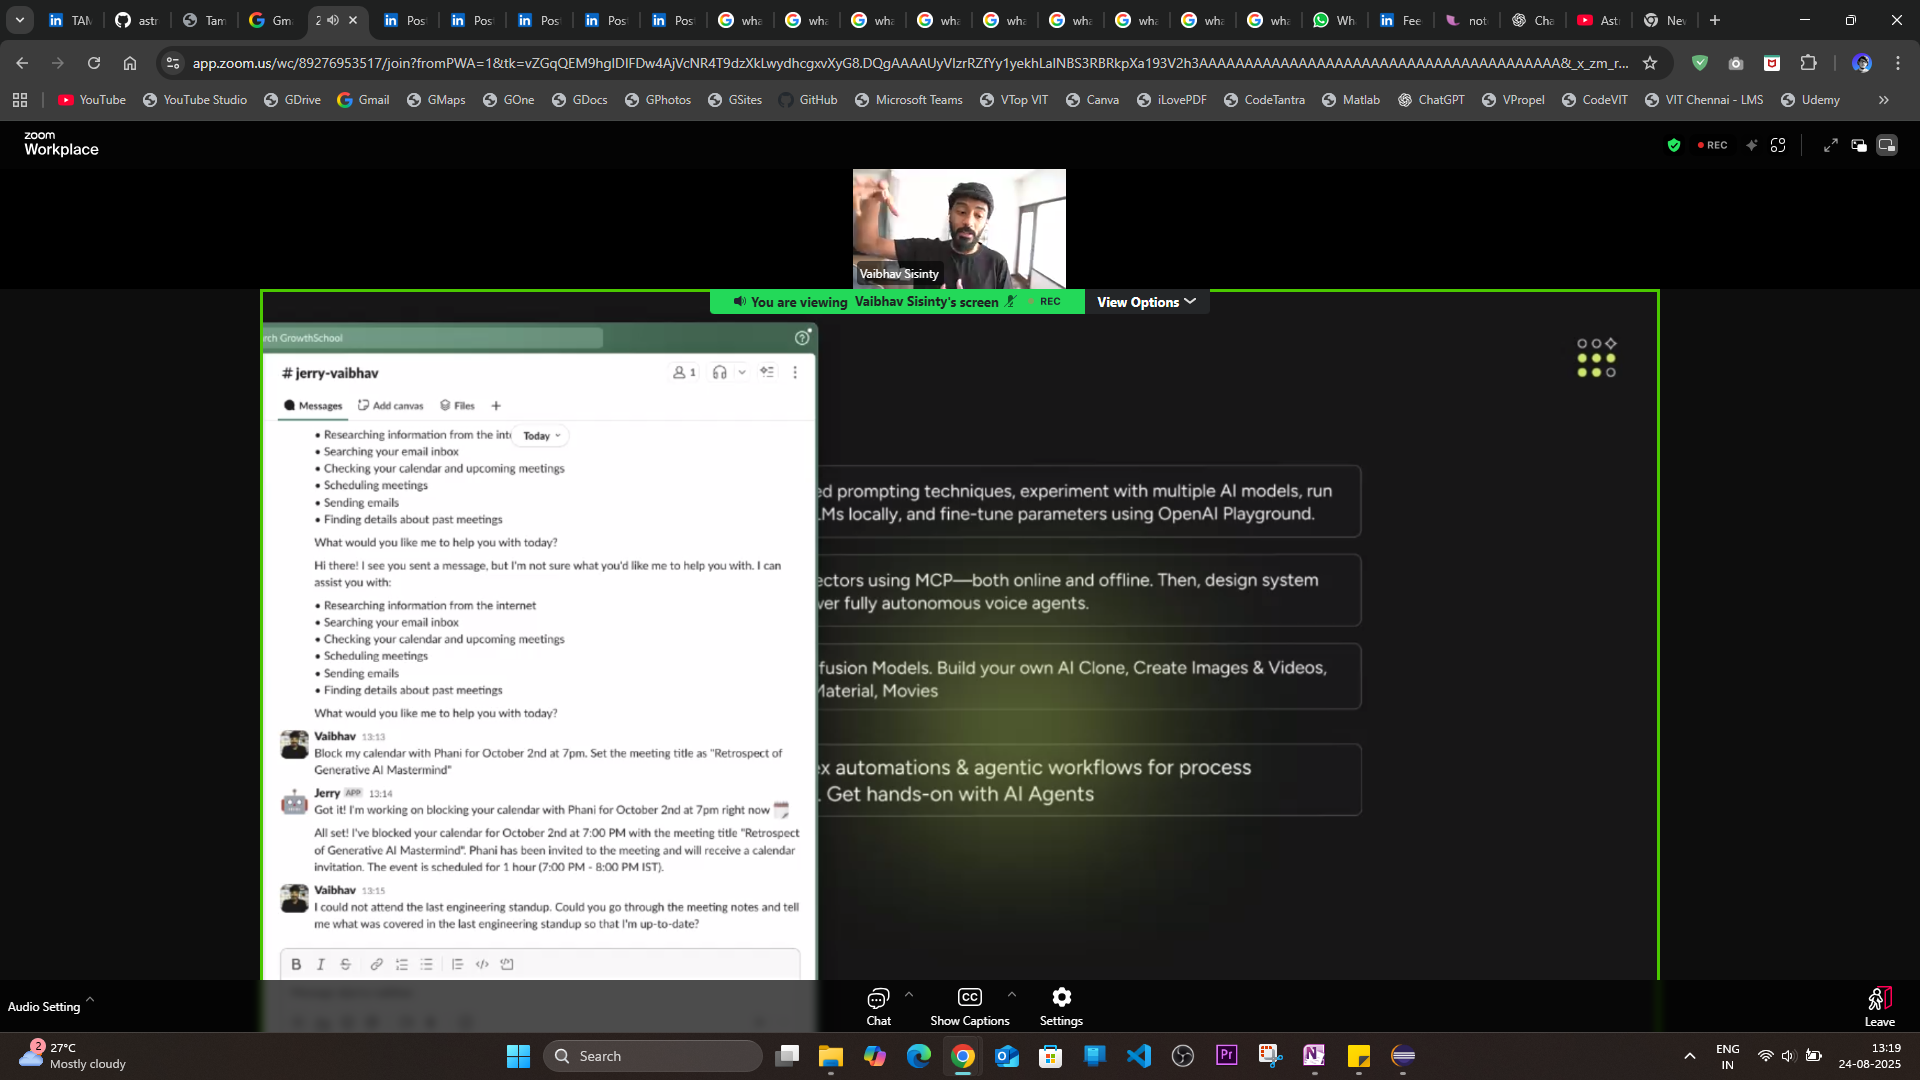 TAM
astr
Tam
Gma
2
Post
Post
Post
Post
Post
wha
wha
wha
wha
wha
wha
wha
wha
wha
Wh
Fee
note
Cha
Astr
Nev
app.zoom.us/wc/89276953517/join?fromPWA=1&tk=
YouTube
YouTube Studio
GDrive
Gmail
GMaps
GOne
GDocs
GPhotos
GSites
GitHub
Microsoft Teams
VTop VIT
Canva
iLovePDF
CodeTantra
Matlab
ChatGPT
VPropel
CodeVIT
VIT Chennai - LMS
Udemy
zoom
Workplace
REC
Vaibhav Sisinty
You are viewing Vaibhav Sisinty's screen
REC
View Options
rch GrowthSchool
# jerry-vaibhav
1
Messages
Add canvas
Files
Today
• Researching information from the inte
• Searching your email inbox
• Checking your calendar and upcoming meetings
• Scheduling meetings
• Sending emails
• Finding details about past meetings
What would you like me to help you with today?
Hi there! I see you sent a message, but I'm not sure what you'd like me to help you with. I can
assist you with:
• Researching information from the internet
• Searching your email inbox
• Checking your calendar and upcoming meetings
• Scheduling meetings
• Sending emails
• Finding details about past meetings
What would you like me to help you with today?
Vaibhav 13:13
Block my calendar with Phani for October 2nd at 7pm. Set the meeting title as "Retrospect of
Generative AI Mastermind"
Jerry APP 13:14
Got it! I'm working on blocking your calendar with Phani for October 2nd at 7pm right now
All set! I've blocked your calendar for October 2nd at 7:00 PM with the meeting title "Retrospect
of Generative AI Mastermind". Phani has been invited to the meeting and will receive a calendar
invitation. The event is scheduled for 1 hour (7:00 PM - 8:00 PM IST).
Vaibhav 13:15
I could not attend the last engineering standup. Could you go through the meeting notes and tell
me what was covered in the last engineering standup so that I'm up-to-date?
ed prompting techniques, experiment with multiple AI models, run
LMs locally, and fine-tune parameters using OpenAI Playground.
ectors using MCP—both online and offline. Then, design system
wer fully autonomous voice agents.
fusion Models. Build your own AI Clone, Create Images & Videos,
Material, Movies
ex automations & agentic workflows for process
. Get hands-on with AI Agents
Audio Setting
Chat
Show Captions
Settings
Leave
2
27°C
Mostly cloudy
Search
ENG
IN
13:19
24-08-2025